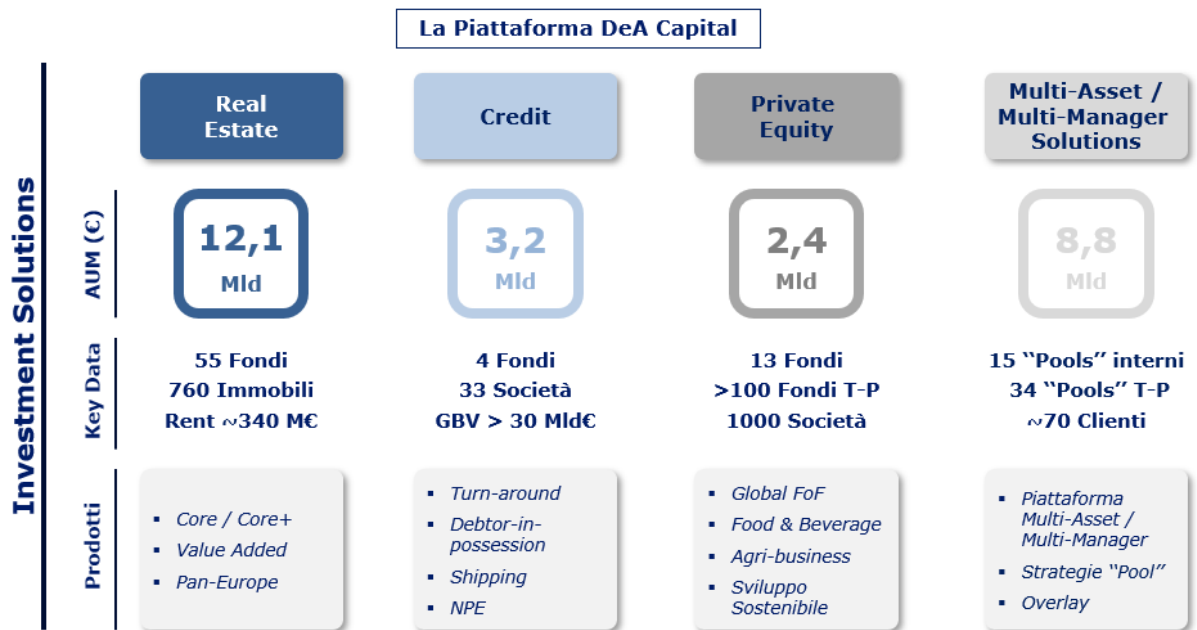 La Piattaforma DeA Capital
Investment Solutions
Real
Estate
Credit
Private
Equity
Multi-Asset /
Multi-Manager
Solutions
AUM (€)
12,1
Mld
3,2
Mld
2,4
Mld
8,8
Mld
Key Data
55 Fondi
760 Immobili
Rent ~340 M€
4 Fondi
33 Società
GBV > 30 Mld€
13 Fondi
>100 Fondi T-P
1000 Società
15 “Pools” interni
34 “Pools” T-P
~70 Clienti
Prodotti
▪ Core / Core+
▪ Value Added
▪ Pan-Europe
▪ Turn-around
▪ Debtor-in-
possession
▪ Shipping
▪ NPE
▪ Global FoF
▪ Food & Beverage
▪ Agri-business
▪ Sviluppo
Sostenibile
▪ Piattaforma
Multi-Asset /
Multi-Manager
▪ Strategie “Pool”
▪ Overlay